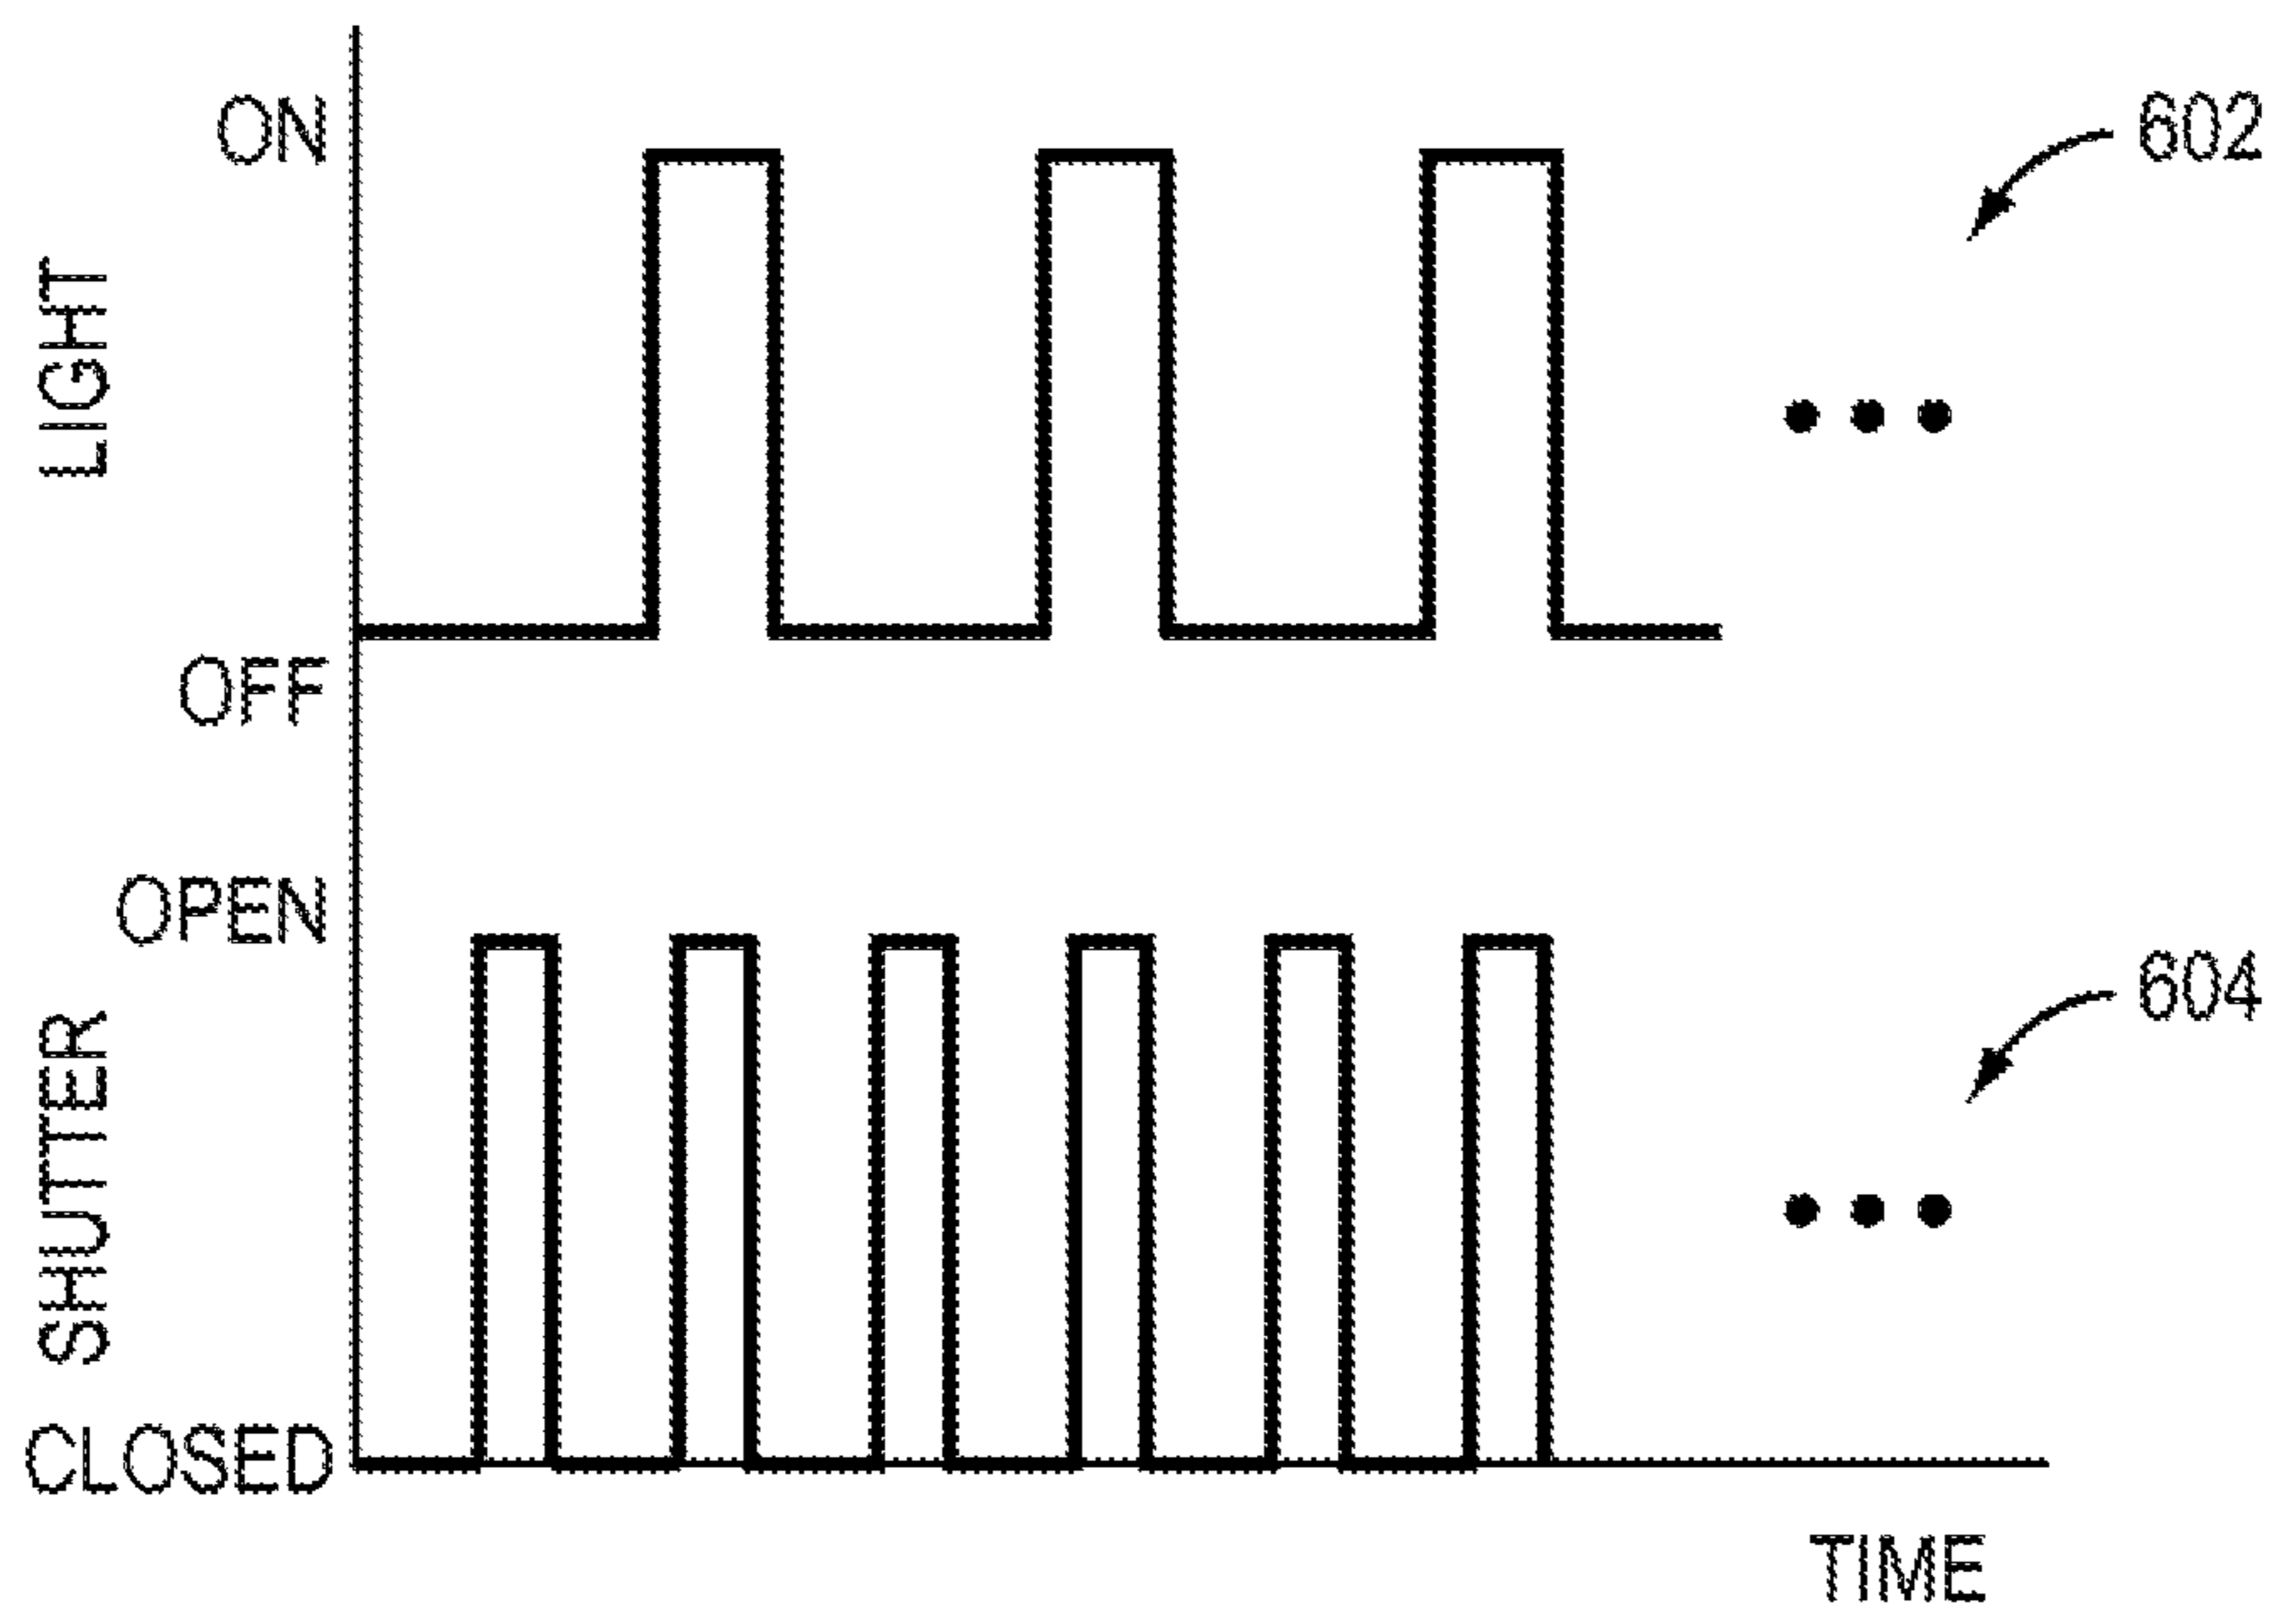 ON
602
LIGHT
OFF
OPEN
604
SHUTTER
CLOSED
TIME